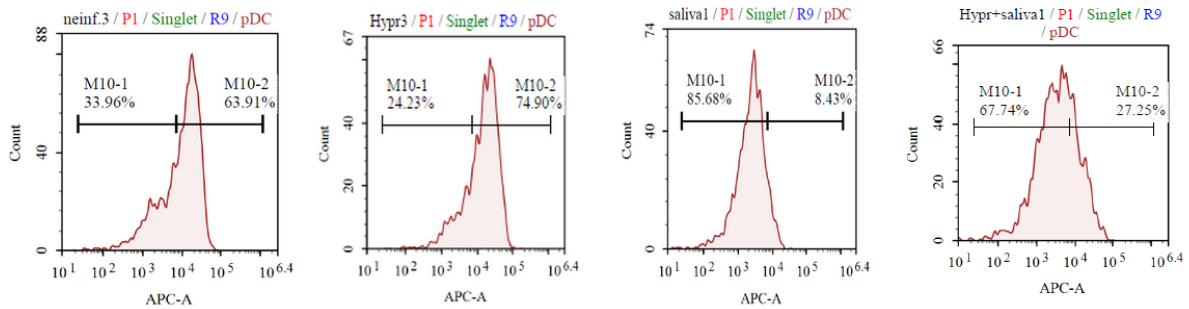 neinf.3 / P1 / Singlet / R9 / pDC
88
40
0
Count
M10-1
33.96%
M10-2
63.91%
10^1 10^2 10^3 10^4 10^5 10^6.4
APC-A
Hypr3 / P1 / Singlet / R9 / pDC
67
40
20
0
Count
M10-1
24.23%
M10-2
74.90%
10^1 10^2 10^3 10^4 10^5 10^6.4
APC-A
saliva1 / P1 / Singlet / R9 / pDC
74
40
0
Count
M10-1
85.68%
M10-2
8.43%
10^1 10^2 10^3 10^4 10^5 10^6.4
APC-A
Hypr+saliva1 / P1 / Singlet / R9
/ pDC
66
40
20
0
Count
M10-1
67.74%
M10-2
27.25%
10^1 10^2 10^3 10^4 10^5 10^6.4
APC-A